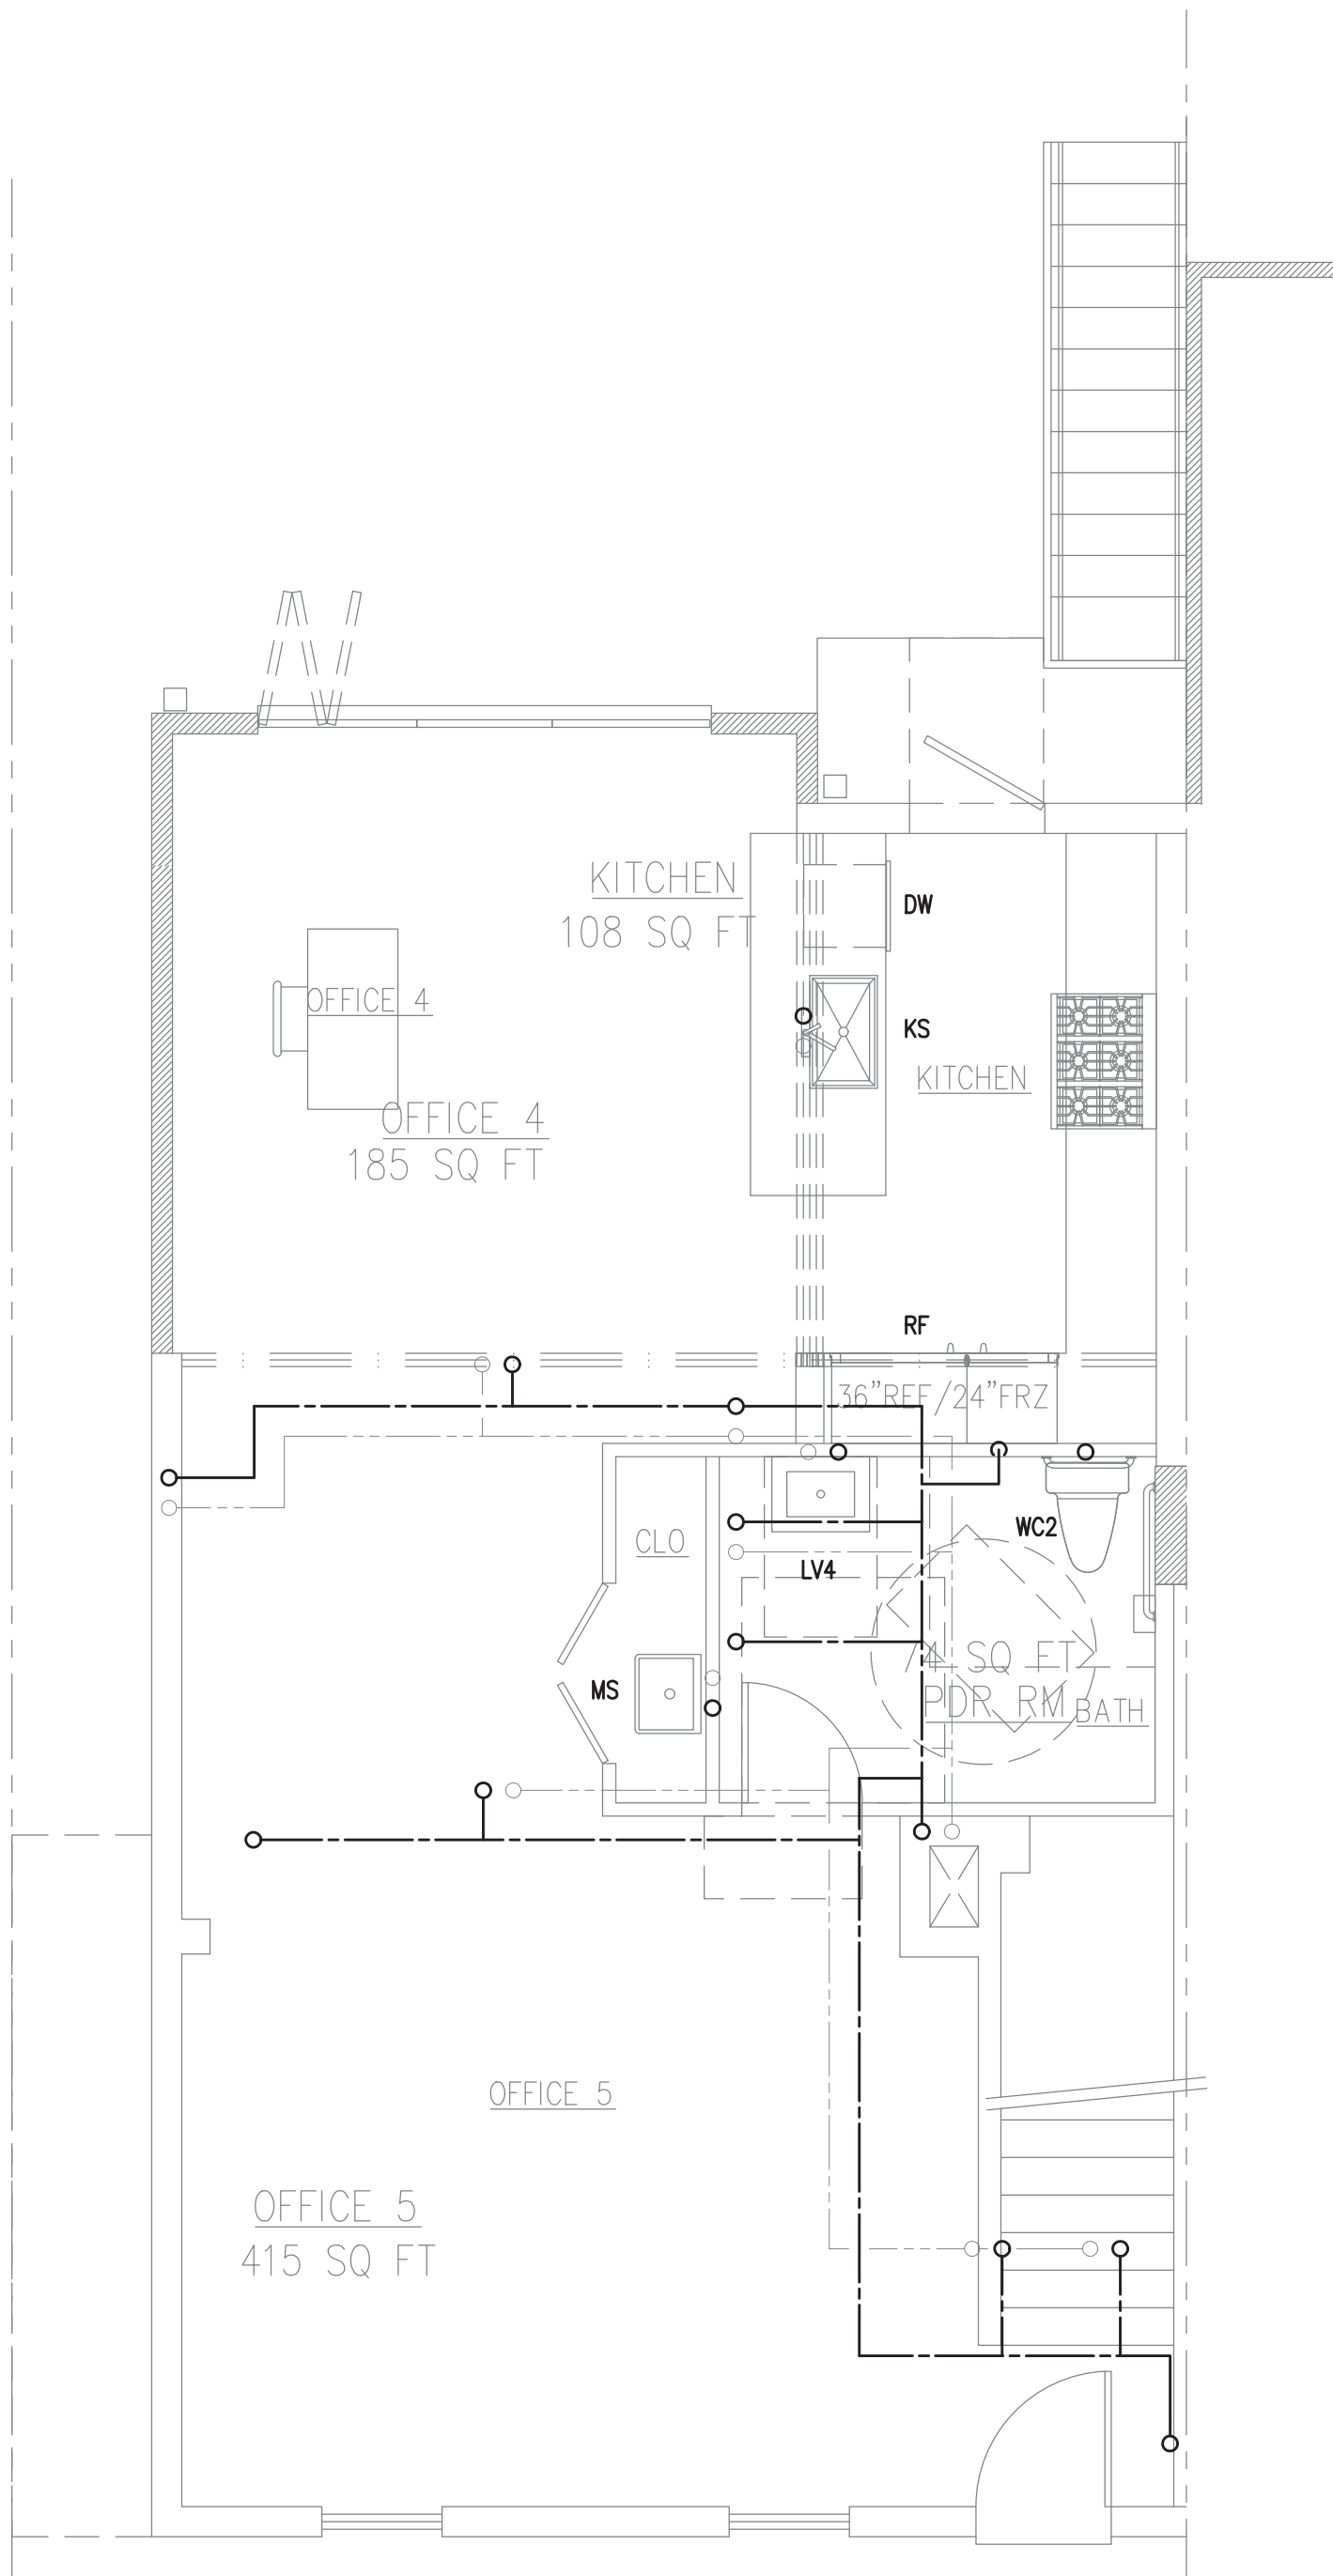 KITCHEN
108 SQ FT
DW
OFFICE 4
KS
KITCHEN
OFFICE 4
185 SQ FT
RF
36"REF/24"FRZ
CLO
WC2
LV4
74 SQ FT
PDR RM
BATH
MS
OFFICE 5
OFFICE 5
415 SQ FT